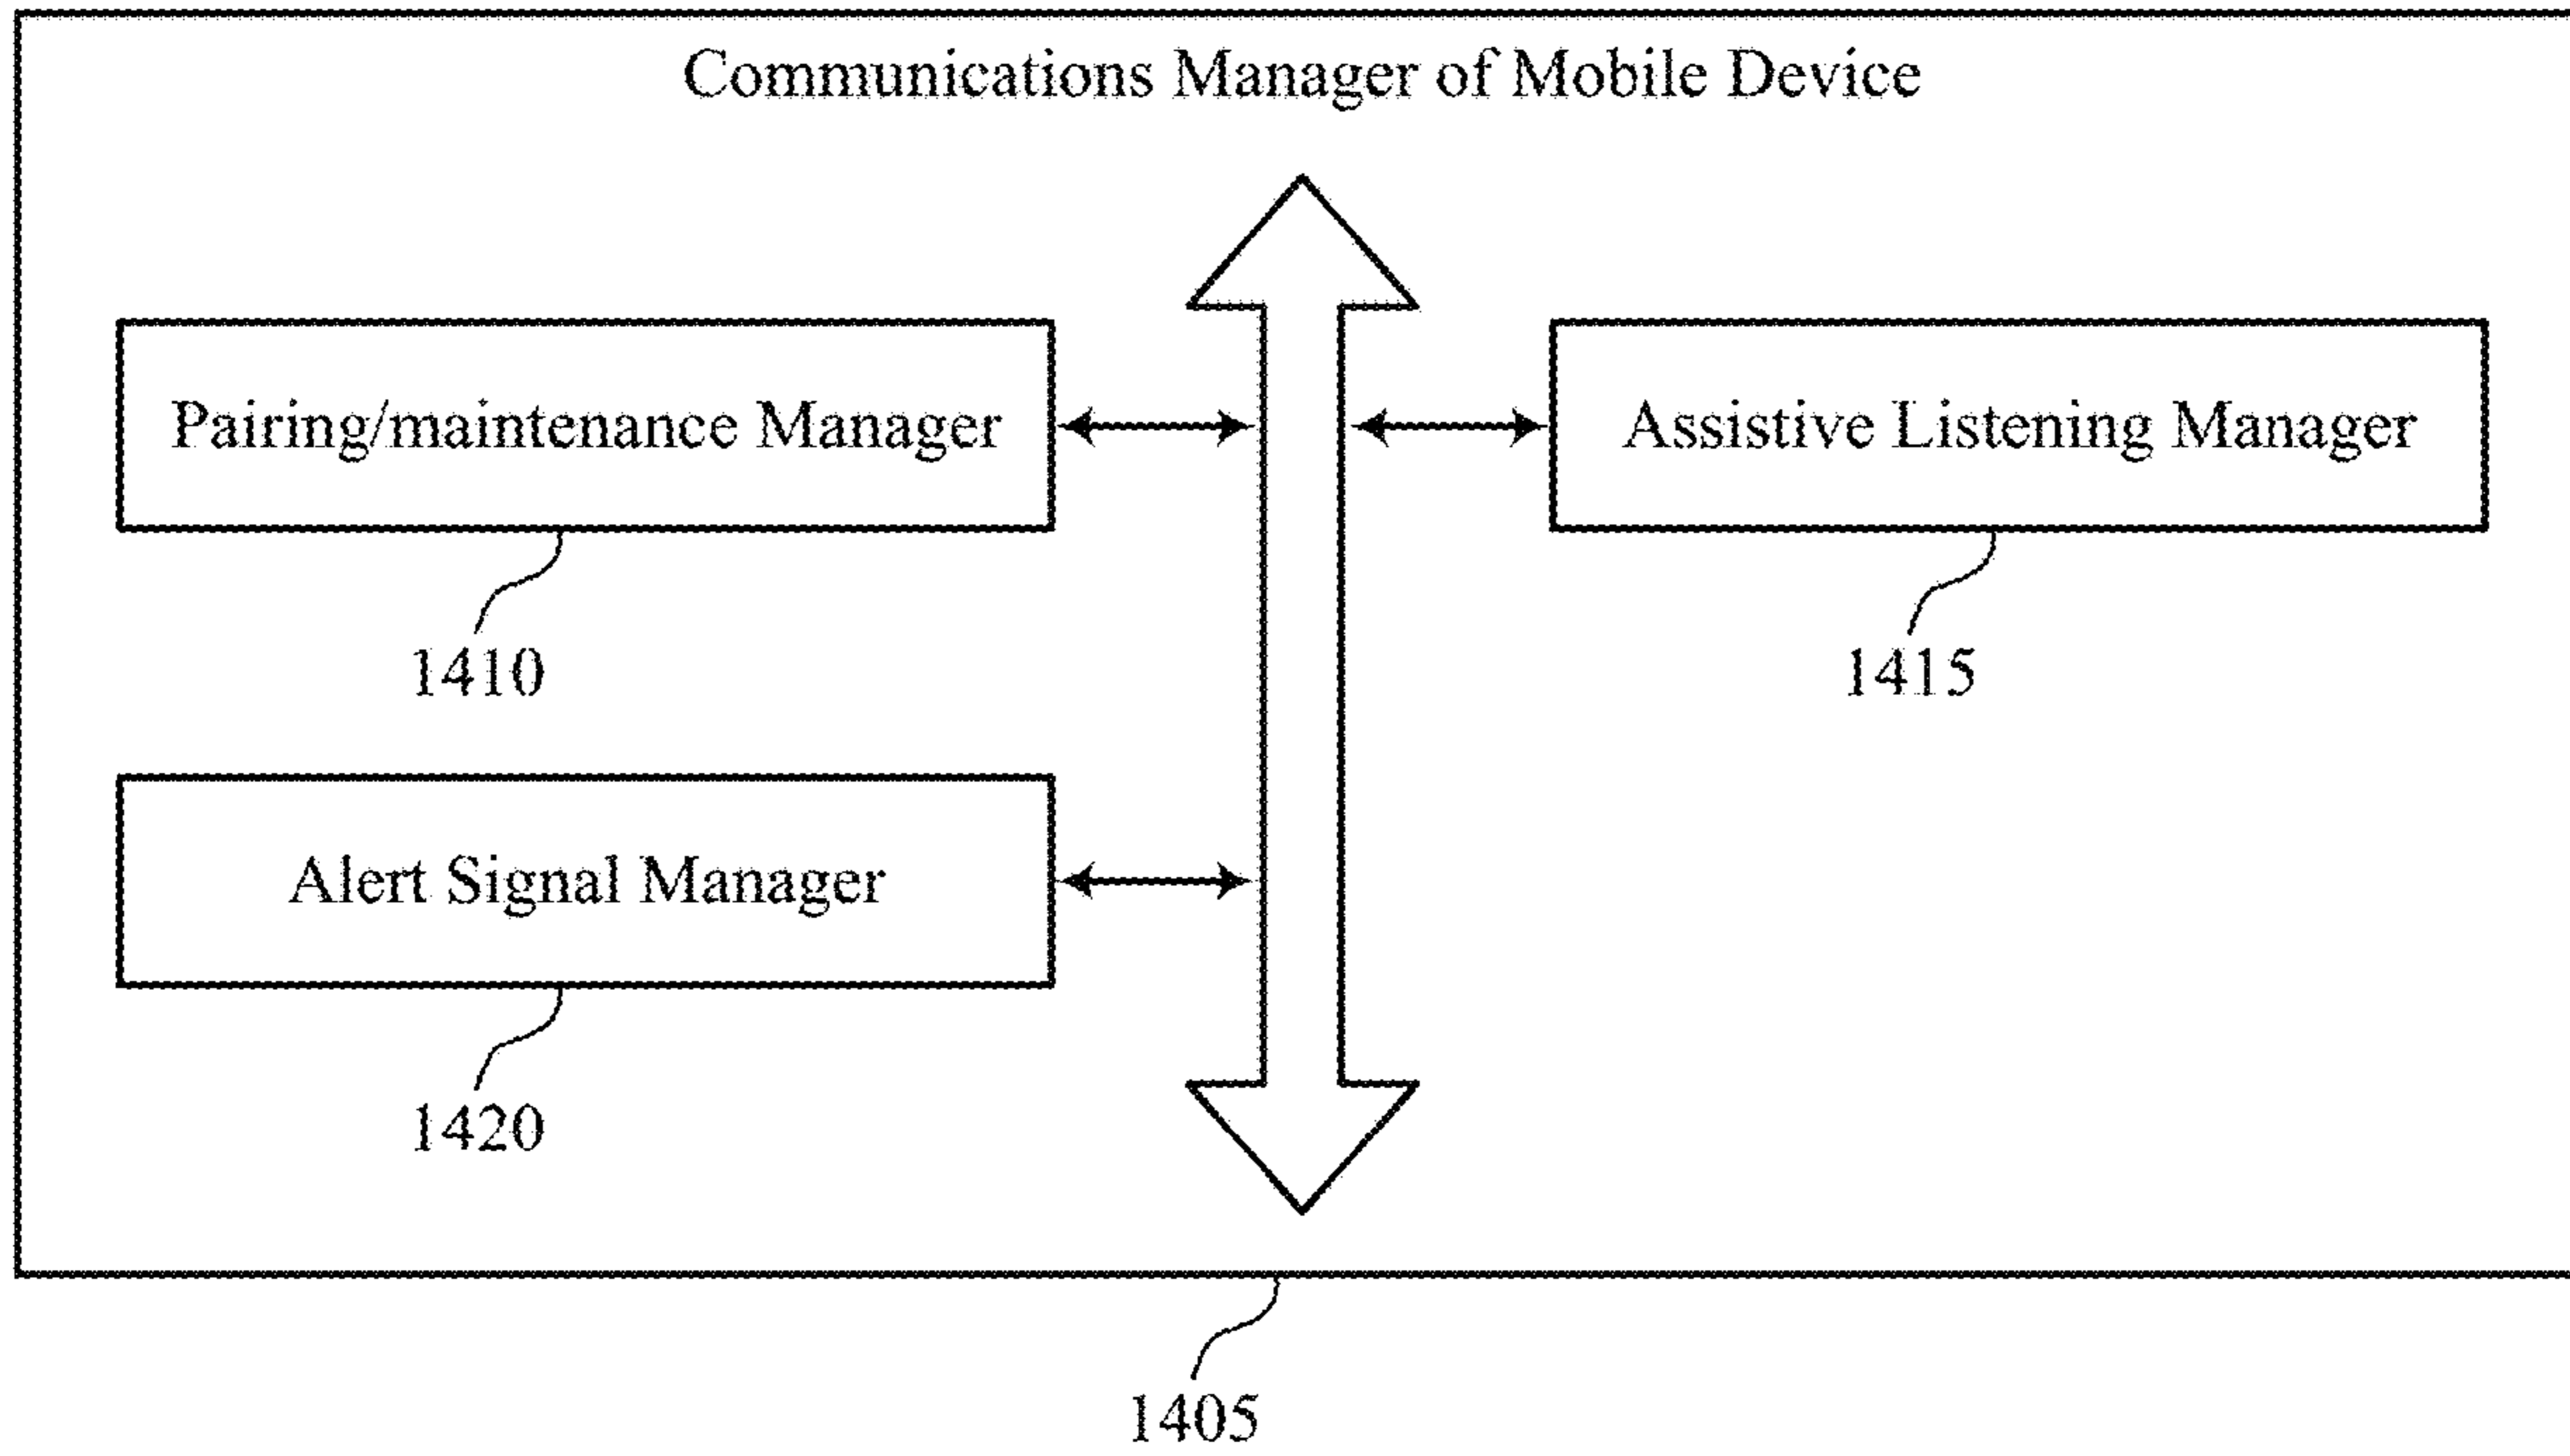 Communications Manager of Mobile Device
Pairing/maintenance Manager
Assistive Listening Manager
1410
1415
Alert Signal Manager
1420
1405